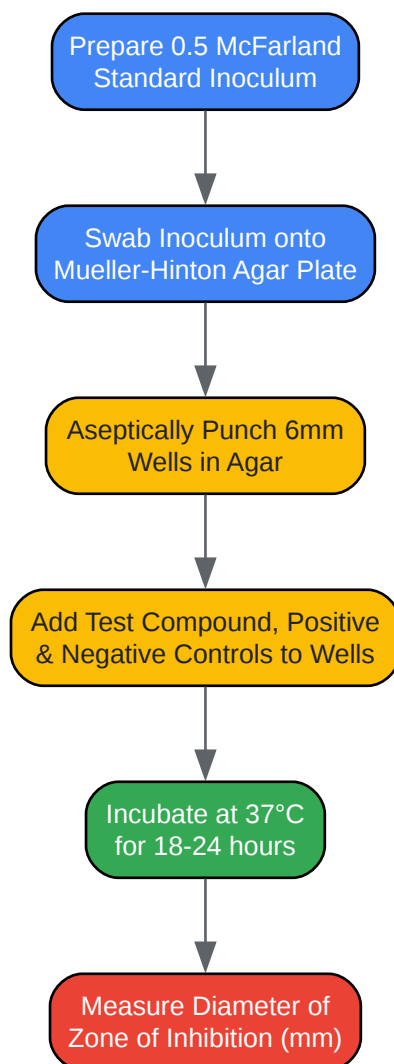 Prepare 0.5 McFarland
Standard Inoculum
Swab Inoculum onto
Mueller-Hinton Agar Plate
Aseptically Punch 6mm
Wells in Agar
Add Test Compound, Positive
& Negative Controls to Wells
Incubate at 37°C
for 18-24 hours
Measure Diameter of
Zone of Inhibition (mm)